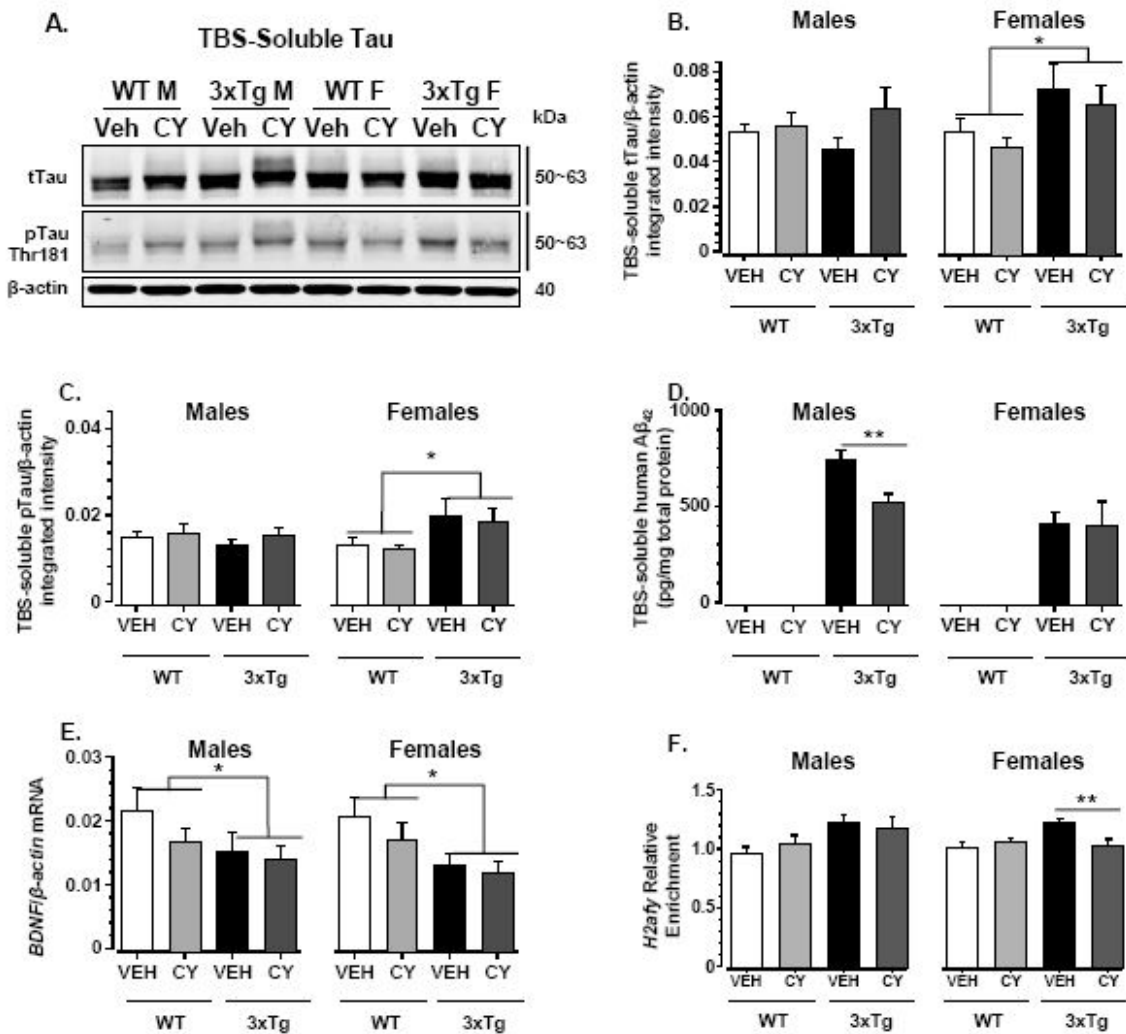 A.
TBS-Soluble Tau
WT M 3xTg M WT F 3xTg F
Veh CY Veh CY Veh CY Veh CY kDa
tTau 50~63
pTau
Thr181 50~63
β-actin 40
B.
Males Females
TBS-soluble tTau/β-actin
integrated intensity
0.08
0.06
0.04
0.02
0
*
VEH CY VEH CY VEH CY VEH CY
WT 3xTg WT 3xTg
C.
Males Females
TBS-soluble pTau/β-actin
integrated intensity
0.04
0.02
0
*
VEH CY VEH CY VEH CY VEH CY
WT 3xTg WT 3xTg
D.
Males Females
TBS-soluble human Aβ42
(pg/mg total protein)
1000
500
0
**
VEH CY VEH CY VEH CY VEH CY
WT 3xTg WT 3xTg
E.
Males Females
BDNF/β-actin mRNA
0.03
0.02
0.01
0
* *
VEH CY VEH CY VEH CY VEH CY
WT 3xTg WT 3xTg
F.
Males Females
H2afy Relative
Enrichment
1.5
1.0
0.5
0
**
VEH CY VEH CY VEH CY VEH CY
WT 3xTg WT 3xTg